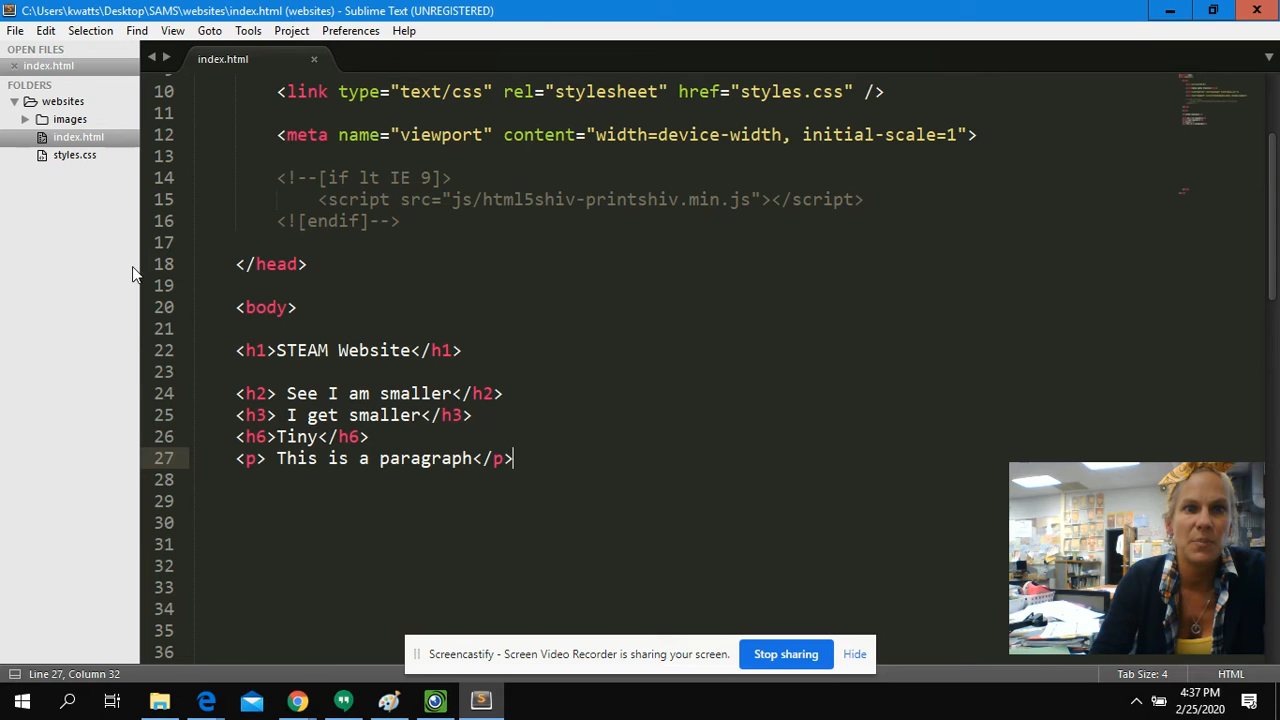 C:\Users\kwatts\Desktop\SAMS\websites\index.html (websites) - Sublime Text (UNREGISTERED)
File Edit Selection Find View Goto Tools Project Preferences Help
OPEN FILES
index.html
FOLDERS
websites
images
index.html
styles.css
index.html
10 <link type="text/css" rel="stylesheet" href="styles.css" />
11
12 <meta name="viewport" content="width=device-width, initial-scale=1">
13
14 <!--[if lt IE 9]>
15 <script src="js/html5shiv-printshiv.min.js"></script>
16 <![endif]-->
17
18 </head>
19
20 <body>
21
22 <h1>STEAM Website</h1>
23
24 <h2> See I am smaller</h2>
25 <h3> I get smaller</h3>
26 <h6>Tiny</h6>
27 <p> This is a paragraph</p>
28
29
30
31
32
33
34
35
36
Screencastify - Screen Video Recorder is sharing your screen. Stop sharing Hide
Line 27, Column 32 Tab Size: 4 HTML
4:37 PM
2/25/2020